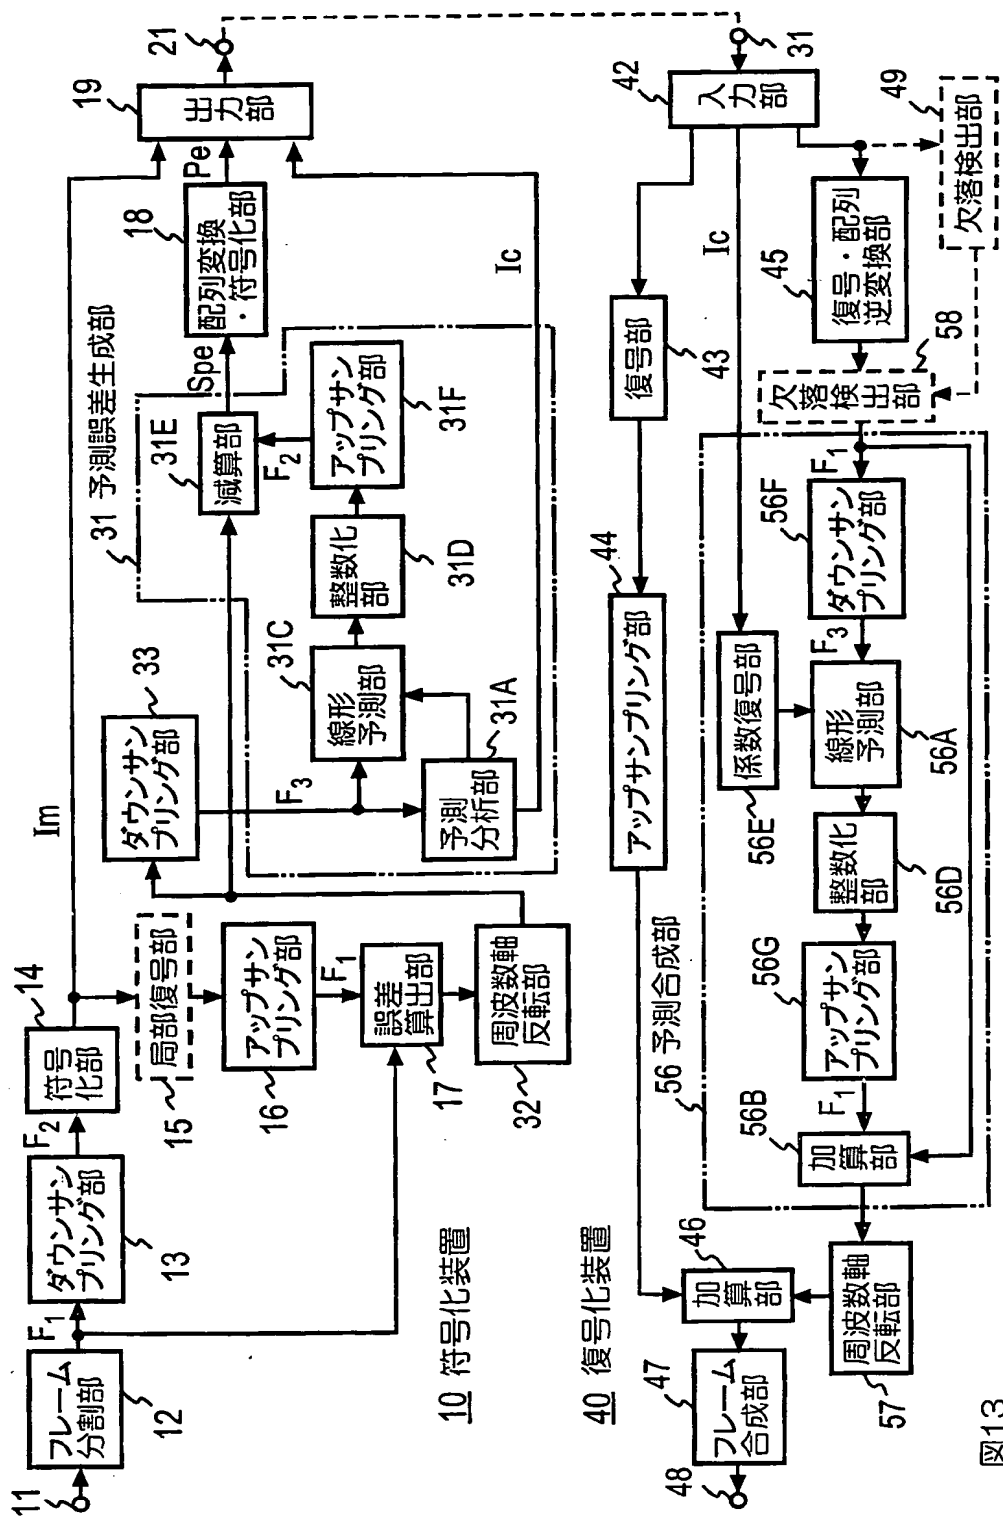 11
フレーム
分割部
12
F1
ダウンサン
プリング部
13
F2
符号
化部
14
Im
15
局部復号部
16
アップサン
プリング部
F1
誤差
算出部
17
周波数軸
反転部
32
ダウンサン
プリング部
33
31 予測誤差生成部
F3
予測
分析部
31A
線形
予測部
31C
整数化
部
31D
アップサン
プリング部
31F
F2
減算部
31E
Spe
配列変換
・符号化部
18
Pe
Ic
出
力
部
19
21
10 符号化装置
40 復号化装置
31
入
力
部
42
Ic
復号部
43
アップサンプリング部
44
復号・配列
逆変換部
45
欠落検出部
49
欠落
検出部
58
56 予測合成部
F1
ダウンサン
プリング部
56F
F3
係数復号部
56E
線形
予測部
56A
整数化
部
56D
アップサン
プリング部
56G
F1
加算
部
56B
周波数軸
反転部
57
加算
部
46
フレーム
合成部
47
48
図13